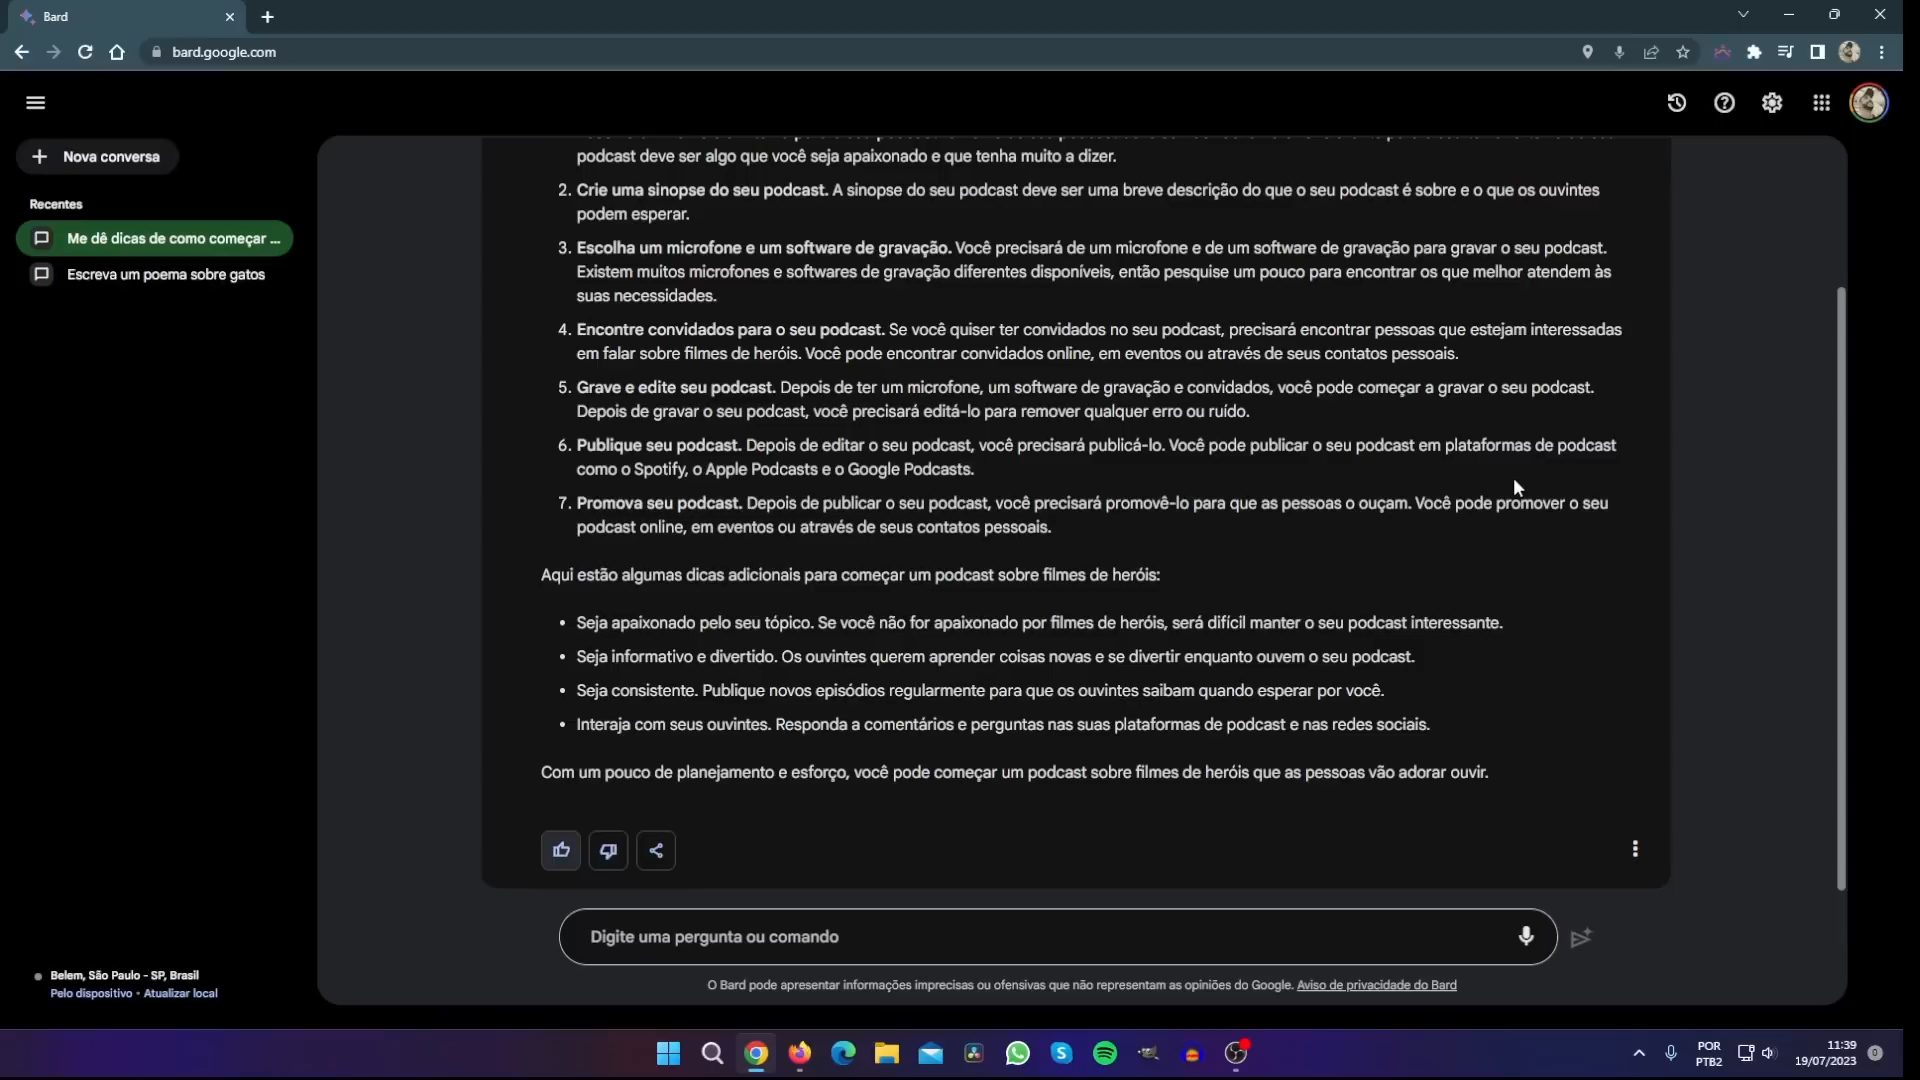 Bard
bard.google.com
Nova conversa
Recentes
Me dê dicas de como começar ...
Escreva um poema sobre gatos
podcast deve ser algo que você seja apaixonado e que tenha muito a dizer.
2. Crie uma sinopse do seu podcast. A sinopse do seu podcast deve ser uma breve descrição do que o seu podcast é sobre e o que os ouvintes
podem esperar.
3. Escolha um microfone e um software de gravação. Você precisará de um microfone e de um software de gravação para gravar o seu podcast.
Existem muitos microfones e softwares de gravação diferentes disponíveis, então pesquise um pouco para encontrar os que melhor atendem às
suas necessidades.
4. Encontre convidados para o seu podcast. Se você quiser ter convidados no seu podcast, precisará encontrar pessoas que estejam interessadas
em falar sobre filmes de heróis. Você pode encontrar convidados online, em eventos ou através de seus contatos pessoais.
5. Grave e edite seu podcast. Depois de ter um microfone, um software de gravação e convidados, você pode começar a gravar o seu podcast.
Depois de gravar o seu podcast, você precisará editá-lo para remover qualquer erro ou ruído.
6. Publique seu podcast. Depois de editar o seu podcast, você precisará publicá-lo. Você pode publicar o seu podcast em plataformas de podcast
como o Spotify, o Apple Podcasts e o Google Podcasts.
7. Promova seu podcast. Depois de publicar o seu podcast, você precisará promovê-lo para que as pessoas o ouçam. Você pode promover o seu
podcast online, em eventos ou através de seus contatos pessoais.
Aqui estão algumas dicas adicionais para começar um podcast sobre filmes de heróis:
• Seja apaixonado pelo seu tópico. Se você não for apaixonado por filmes de heróis, será difícil manter o seu podcast interessante.
• Seja informativo e divertido. Os ouvintes querem aprender coisas novas e se divertir enquanto ouvem o seu podcast.
• Seja consistente. Publique novos episódios regularmente para que os ouvintes saibam quando esperar por você.
• Interaja com seus ouvintes. Responda a comentários e perguntas nas suas plataformas de podcast e nas redes sociais.
Com um pouco de planejamento e esforço, você pode começar um podcast sobre filmes de heróis que as pessoas vão adorar ouvir.
Digite uma pergunta ou comando
O Bard pode apresentar informações imprecisas ou ofensivas que não representam as opiniões do Google. Aviso de privacidade do Bard
Belem, São Paulo - SP, Brasil
Pelo dispositivo • Atualizar local
POR
PTB2
11:39
19/07/2023
0